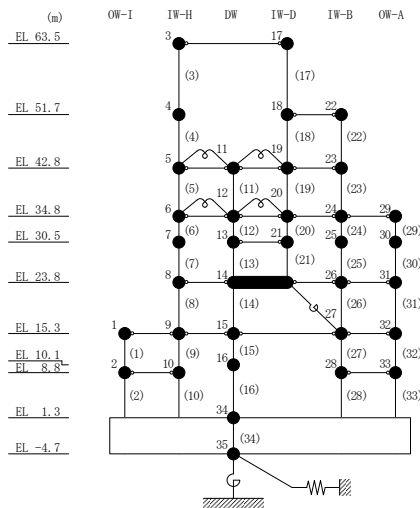 (m) OW-I IW-H DW IW-D IW-B OW-A
EL 63.5 3 17
(3) (17)
EL 51.7 4 18 22
(4) (18) (22)
EL 42.8 5 11 19 23
(5) (11) (19) (23)
EL 34.8 6 12 20 24 29
(6) (12) (20) (24) (29)
EL 30.5 7 13 21 25 30
(7) (13) (21) (25) (30)
EL 23.8 8 14 26 31
(8) (14) (26) (31)
27
EL 15.3 1 9 15 32
(1) (9) (15) (27) (32)
EL 10.1 16
EL 8.8 2 10 28 33
(2) (10) (16) (28) (33)
EL 1.3 34
(34)
EL -4.7 35